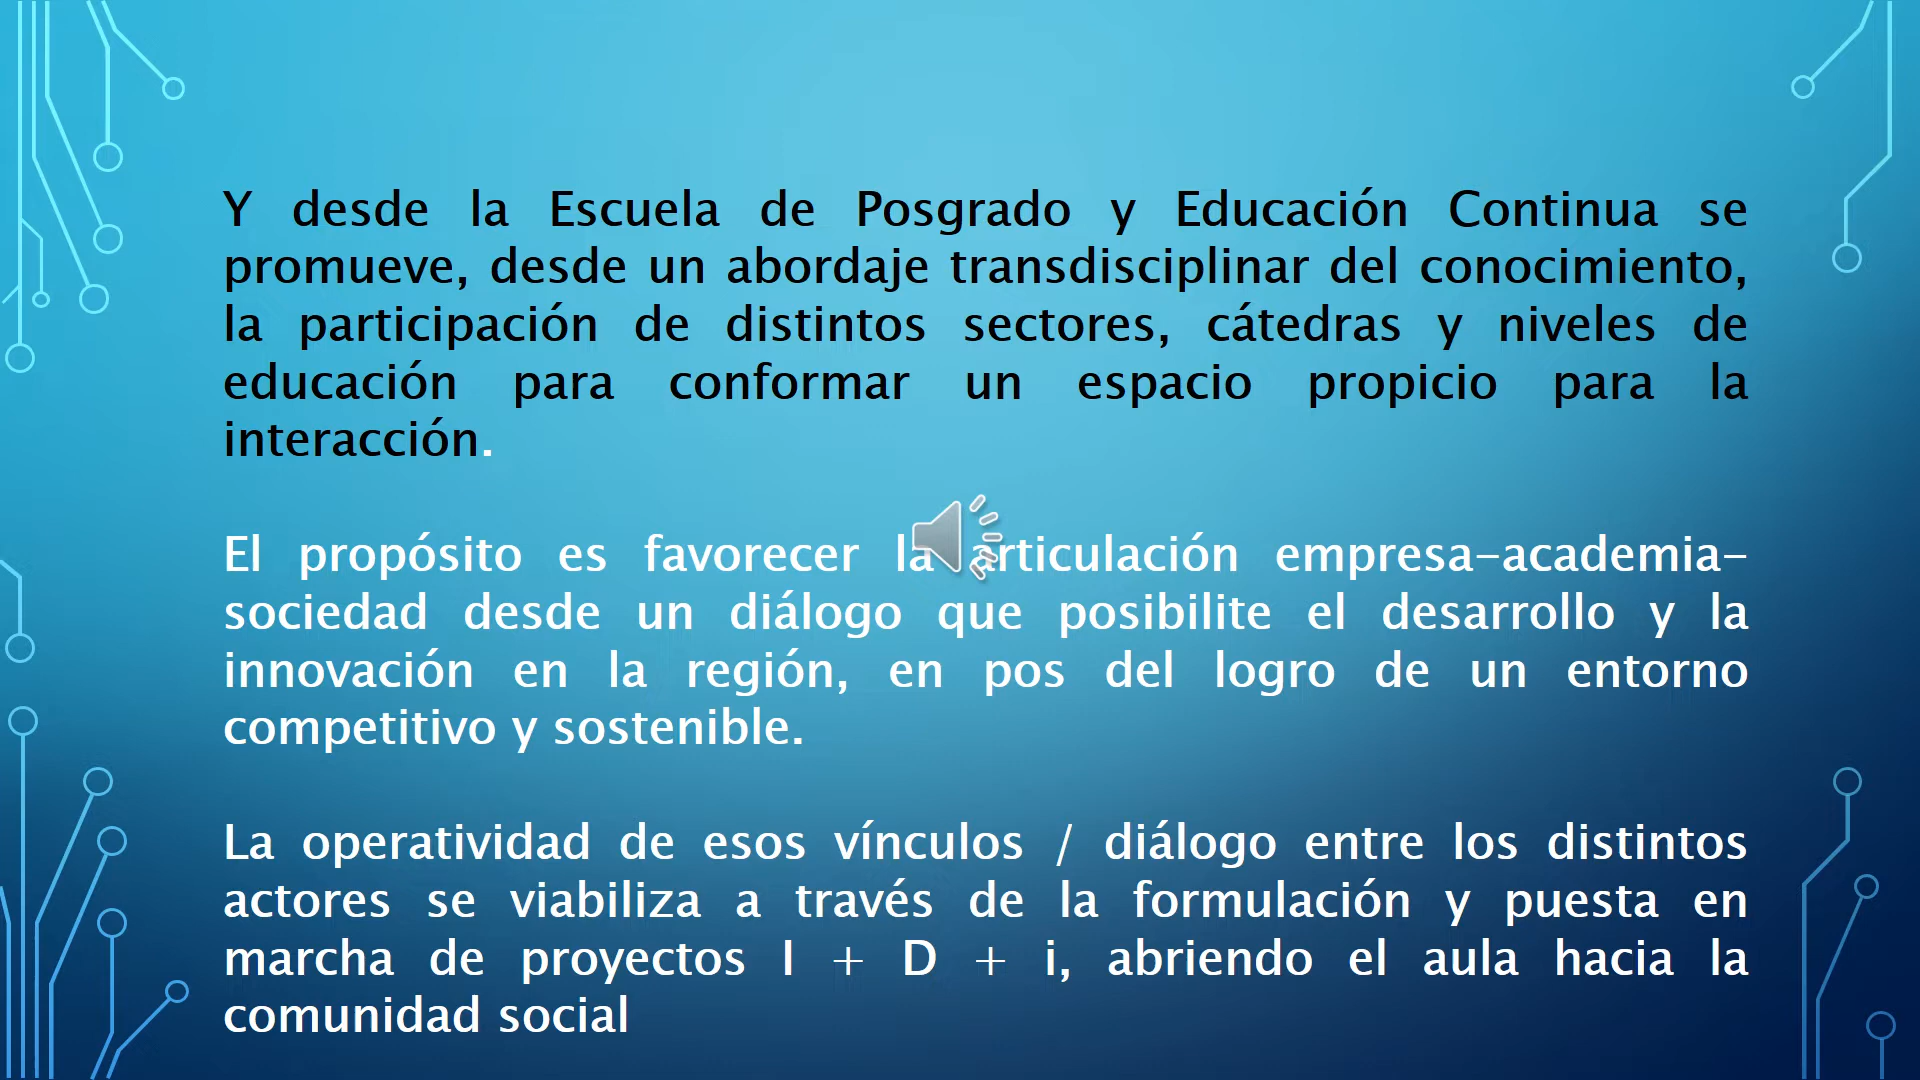 Y desde la Escuela de Posgrado y Educación Continua se
promueve, desde un abordaje transdisciplinar del conocimiento,
la participación de distintos sectores, cátedras y niveles de
educación para conformar un espacio propicio para la
interacción.
El propósito es favorecer la articulación empresa-academia-
sociedad desde un diálogo que posibilite el desarrollo y la
innovación en la región, en pos del logro de un entorno
competitivo y sostenible.
La operatividad de esos vínculos / diálogo entre los distintos
actores se viabiliza a través de la formulación y puesta en
marcha de proyectos I + D + i, abriendo el aula hacia la
comunidad social